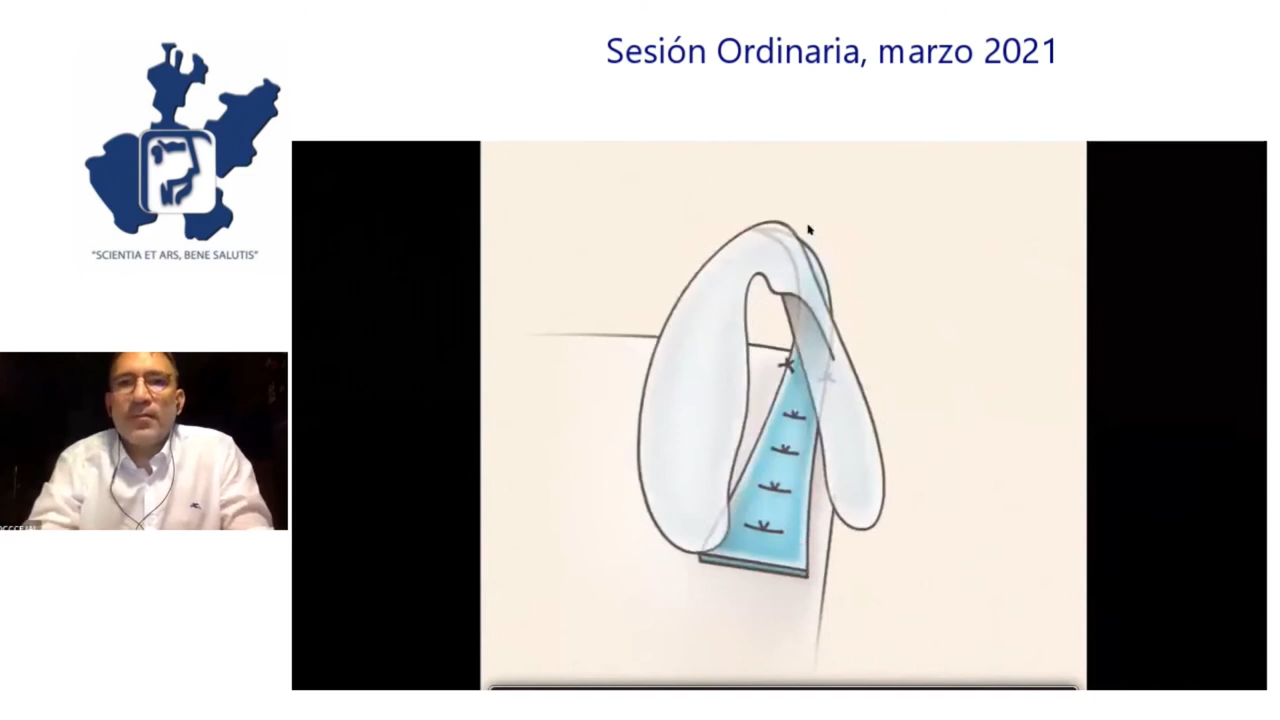 Sesión Ordinaria, marzo 2021
"SCIENTIA ET ARS, BENE SALUTIS"